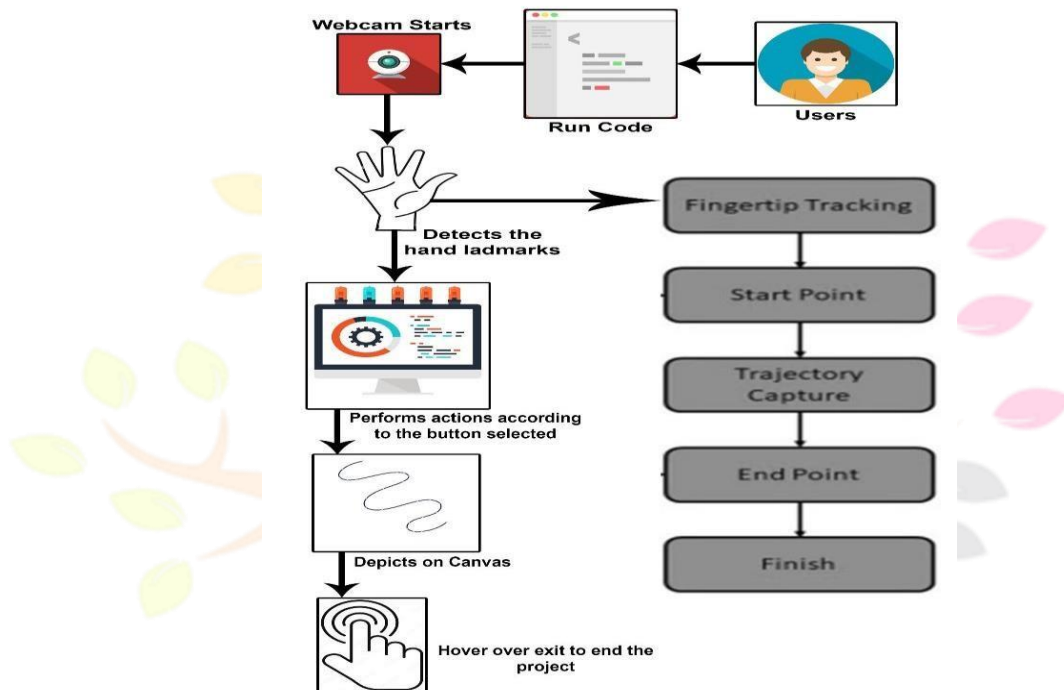 Webcam Starts
Run Code
Users
Detects the
hand ladmarks
Performs actions according
to the button selected
Depicts on Canvas
Hover over exit to end the
project
Fingertip Tracking
Start Point
Trajectory
Capture
End Point
Finish